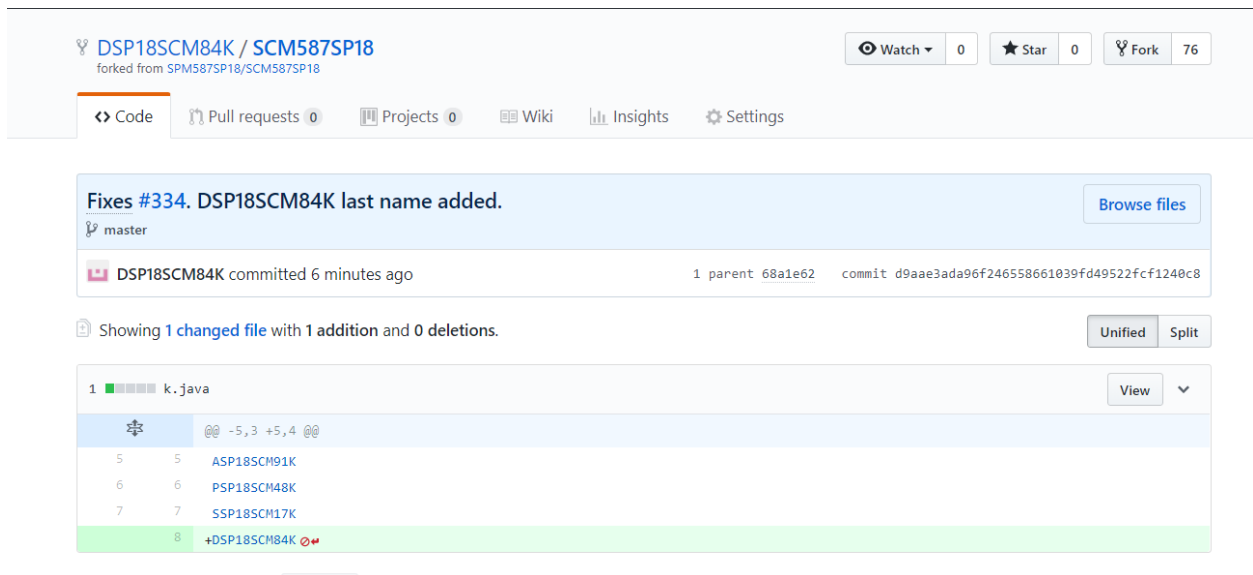 DSP18SCM84K / SCM587SP18
forked from SPM587SP18/SCM587SP18
Watch 0 Star 0 Fork 76
<> Code Pull requests 0 Projects 0 Wiki Insights Settings
Fixes #334. DSP18SCM84K last name added.
Browse files
master
DSP18SCM84K committed 6 minutes ago 1 parent 68a1e62 commit d9aae3ada96f246558661039fd49522fcf1240c8
Showing 1 changed file with 1 addition and 0 deletions. Unified Split
1 k.java View
@@ -5,3 +5,4 @@
5 5 ASP18SCM91K
6 6 PSP18SCM48K
7 7 SSP18SCM17K
8 +DSP18SCM84K